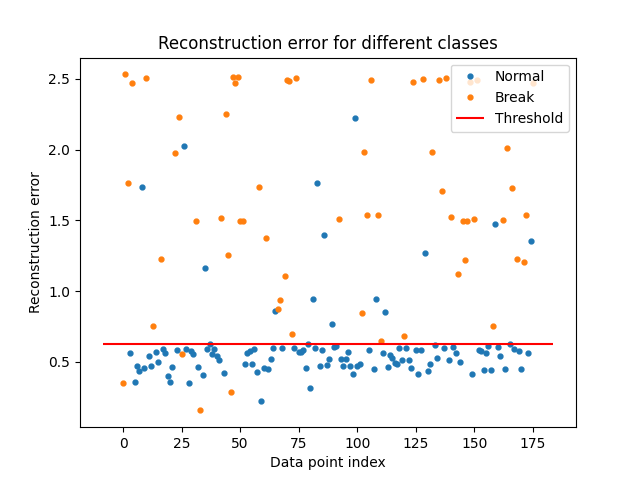 Reconstruction error for different classes
Normal
Break
Threshold
Reconstruction error
2.5
2.0
1.5
1.0
0.5
0
25
50
75
100
125
150
175
Data point index